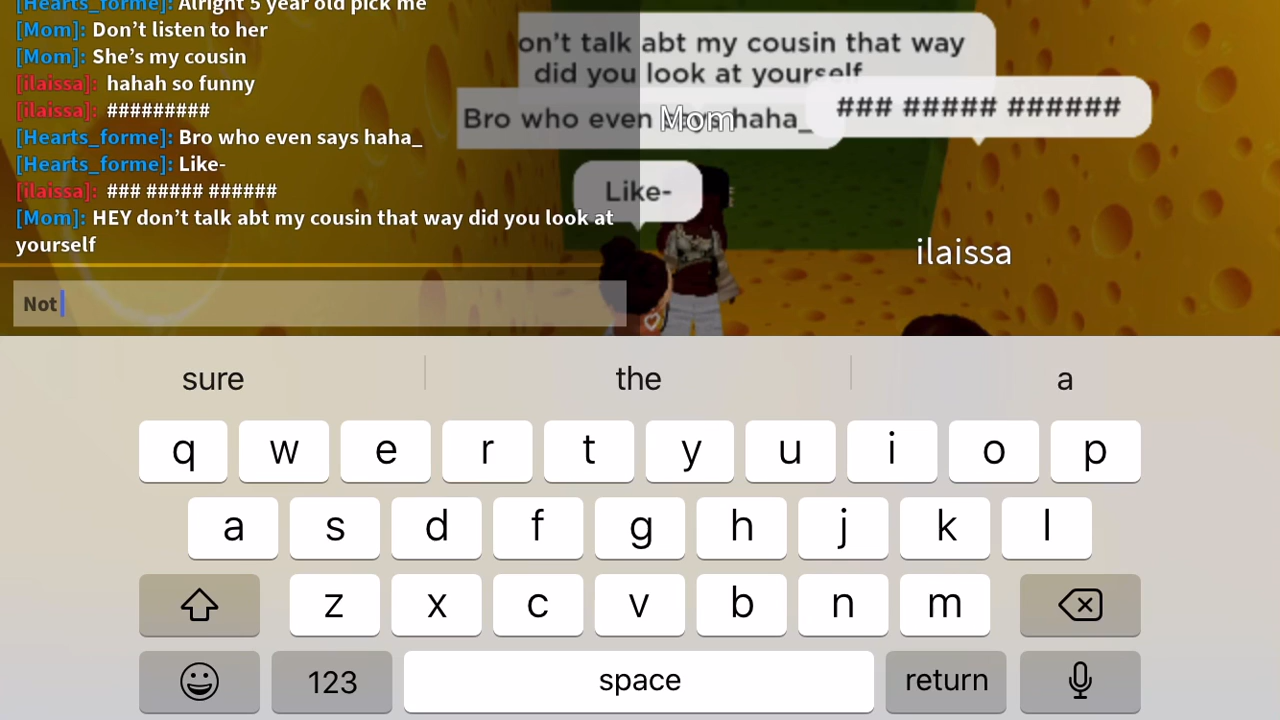 [Hearts_forme]: Alright 5 year old pick me
[Mom]: Don't listen to her
[Mom]: She's my cousin
[ilaissa]: hahah so funny
[ilaissa]: #########
[Hearts_forme]: Bro who even says haha_
[Hearts_forme]: Like-
[ilaissa]: ### ##### ######
[Mom]: HEY don't talk abt my cousin that way did you look at
yourself
Not
on't talk abt my cousin that way
did you look at yourself
Bro who even haha_
Mom
### ##### ######
Like-
ilaissa
sure the a
q w e r t y u i o p
a s d f g h j k l
z x c v b n m
123 space return